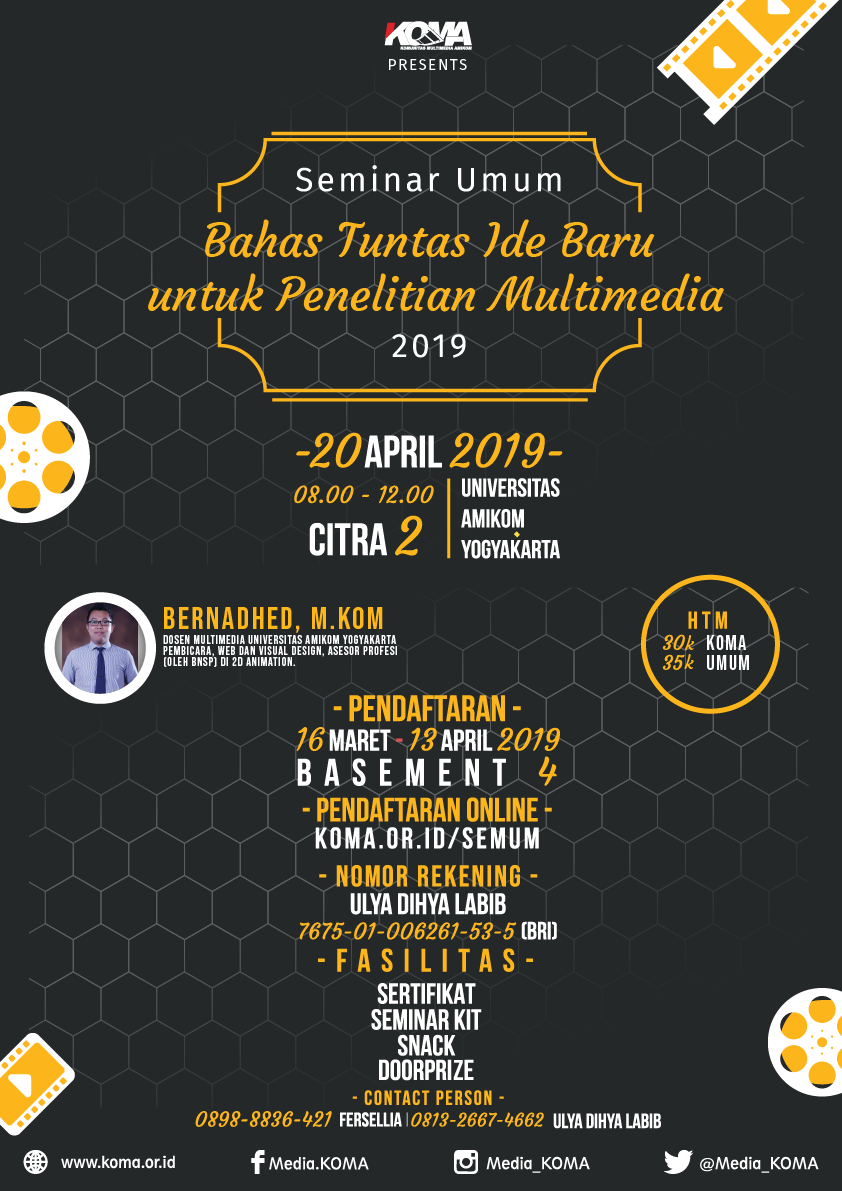 KOMA
KOMUNITAS MULTIMEDIA AMIKOM
PRESENTS
Seminar Umum
Bahas Tuntas Ide Baru
untuk Penelitian Multimedia
2019
-20 APRIL 2019-
08.00 - 12.00
CITRA 2
UNIVERSITAS
AMIKOM
YOGYAKARTA
BERNADHED, M.KOM
DOSEN MULTIMEDIA UNIVERSITAS AMIKOM YOGYAKARTA
PEMBICARA, WEB DAN VISUAL DESIGN, ASESOR PROFESI
(OLEH BNSP) DI 2D ANIMATION.
HTM
30k KOMA
35k UMUM
- PENDAFTARAN -
16 MARET - 13 APRIL 2019
BASEMENT 4
- PENDAFTARAN ONLINE -
KOMA.OR.ID/SEMUM
- NOMOR REKENING -
ULYA DIHYA LABIB
7675-01-006261-53-5 (BRI)
- FASILITAS -
SERTIFIKAT
SEMINAR KIT
SNACK
DOORPRIZE
- CONTACT PERSON -
0898-8836-421 FERSELLIA | 0813-2667-4662 ULYA DIHYA LABIB
www.koma.or.id
Media.KOMA
Media_KOMA
@Media_KOMA